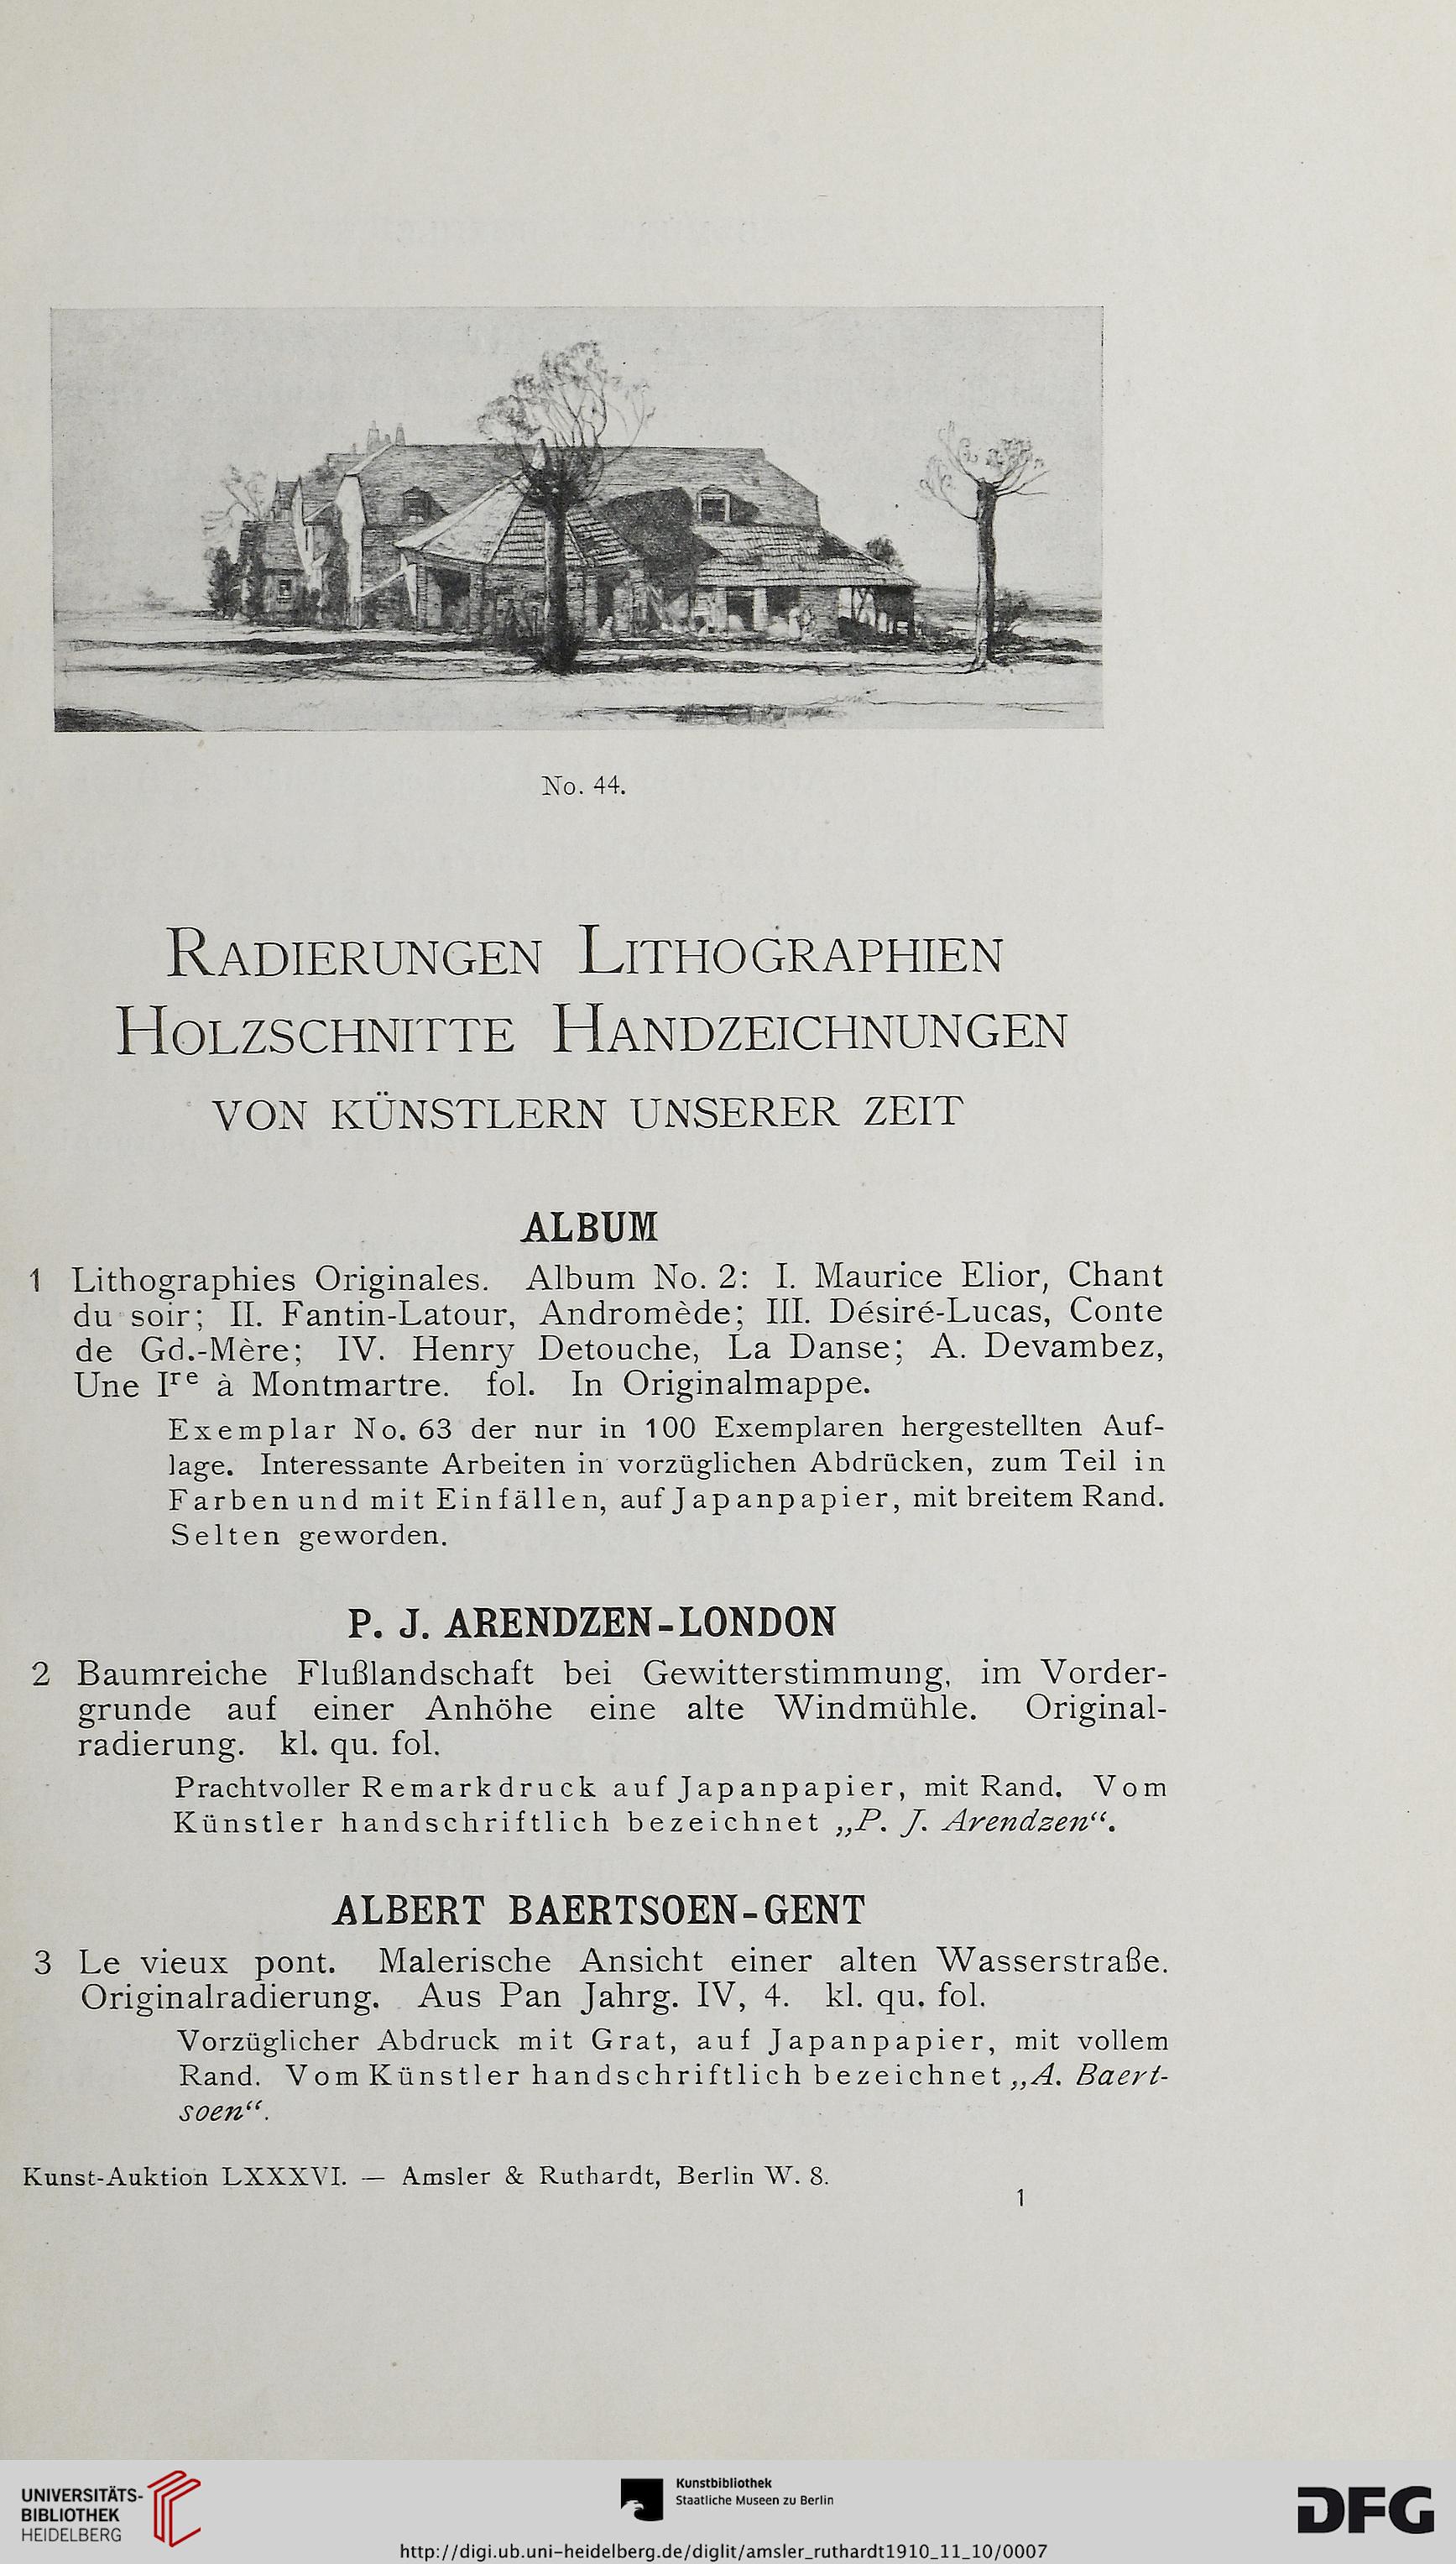 No. 44.
RADIERUNGEN LITHOGRAPHIEN
HOLZSCHNITTE HANDZEICHNUNGEN
VON KÜNSTLERN UNSERER ZEIT
ALBUM
1 Lithographies Originales. Album No. 2: I. Maurice Elior, Chant
du soir; II. Fantin-Latour, Andromède; III. Désiré-Lucas, Conte
de Gd.-Mère; IV. Henry Detouche, La Danse; A. Devambez,
Une Iʳᵉ à Montmartre. fol. In Originalmappe.
Exemplar No. 63 der nur in 100 Exemplaren hergestellten Auf-
lage. Interessante Arbeiten in vorzüglichen Abdrücken, zum Teil in
Farben und mit Einfällen, auf Japanpapier, mit breitem Rand.
Selten geworden.
P. J. ARENDZEN-LONDON
2 Baumreiche Flußlandschaft bei Gewitterstimmung, im Vorder-
grunde auf einer Anhöhe eine alte Windmühle. Original-
radierung. kl. qu. fol.
Prachtvoller Remarkdruck auf Japanpapier, mit Rand. Vom
Künstler handschriftlich bezeichnet „P. J. Arendzen“.
ALBERT BAERTSOEN-GENT
3 Le vieux pont. Malerische Ansicht einer alten Wasserstraße.
Originalradierung. Aus Pan Jahrg. IV, 4. kl. qu. fol.
Vorzüglicher Abdruck mit Grat, auf Japanpapier, mit vollem
Rand. Vom Künstler handschriftlich bezeichnet „A. Baert-
soen“.
Kunst-Auktion LXXXVI. — Amsler & Ruthardt, Berlin W. 8.
1
UNIVERSITÄTS-
BIBLIOTHEK
HEIDELBERG
Kunstbibliothek
Staatliche Museen zu Berlin
DFG
http://digi.ub.uni-heidelberg.de/diglit/amsler_ruthardt1910_11_10/0007